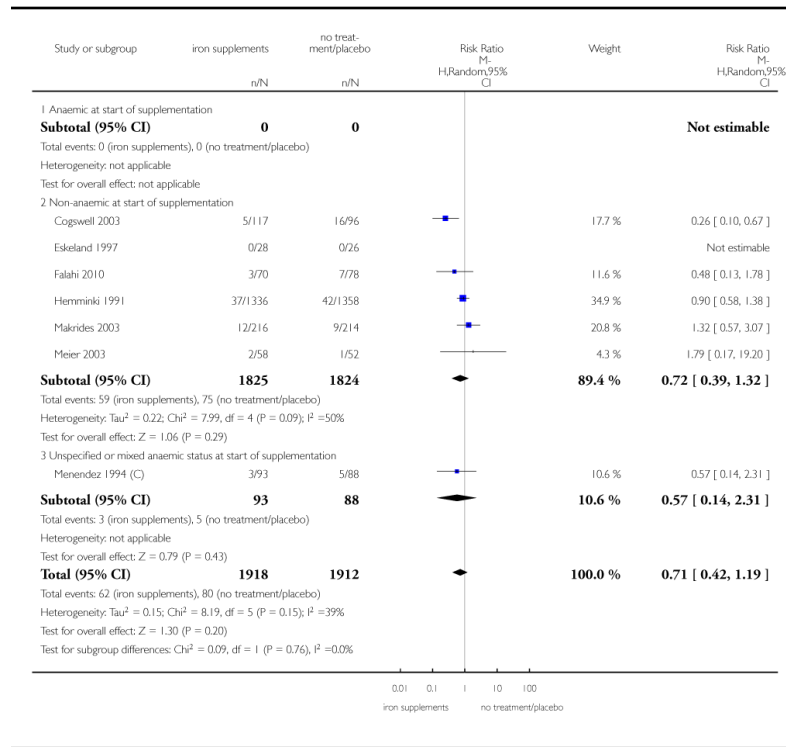 Study or subgroup iron supplements no treat-ment/placebo Risk Ratio Weight Risk Ratio
n/N n/N M-H,Random,95% CI M-H,Random,95% CI
1 Anaemic at start of supplementation
Subtotal (95% CI) 0 0 Not estimable
Total events: 0 (iron supplements), 0 (no treatment/placebo)
Heterogeneity: not applicable
Test for overall effect: not applicable
2 Non-anaemic at start of supplementation
Cogswell 2003 5/117 16/96 17.7 % 0.26 [ 0.10, 0.67 ]
Eskeland 1997 0/28 0/26 Not estimable
Falahi 2010 3/70 7/78 11.6 % 0.48 [ 0.13, 1.78 ]
Hemminki 1991 37/1336 42/1358 34.9 % 0.90 [ 0.58, 1.38 ]
Makrides 2003 12/216 9/214 20.8 % 1.32 [ 0.57, 3.07 ]
Meier 2003 2/58 1/52 4.3 % 1.79 [ 0.17, 19.20 ]
Subtotal (95% CI) 1825 1824 89.4 % 0.72 [ 0.39, 1.32 ]
Total events: 59 (iron supplements), 75 (no treatment/placebo)
Heterogeneity: Tau² = 0.22; Chi² = 7.99, df = 4 (P = 0.09); I² =50%
Test for overall effect: Z = 1.06 (P = 0.29)
3 Unspecified or mixed anaemic status at start of supplementation
Menendez 1994 (C) 3/93 5/88 10.6 % 0.57 [ 0.14, 2.31 ]
Subtotal (95% CI) 93 88 10.6 % 0.57 [ 0.14, 2.31 ]
Total events: 3 (iron supplements), 5 (no treatment/placebo)
Heterogeneity: not applicable
Test for overall effect: Z = 0.79 (P = 0.43)
Total (95% CI) 1918 1912 100.0 % 0.71 [ 0.42, 1.19 ]
Total events: 62 (iron supplements), 80 (no treatment/placebo)
Heterogeneity: Tau² = 0.15; Chi² = 8.19, df = 5 (P = 0.15); I² =39%
Test for overall effect: Z = 1.30 (P = 0.20)
Test for subgroup differences: Chi² = 0.09, df = 1 (P = 0.76), I² =0.0%
0.01 0.1 1 10 100
iron supplements no treatment/placebo